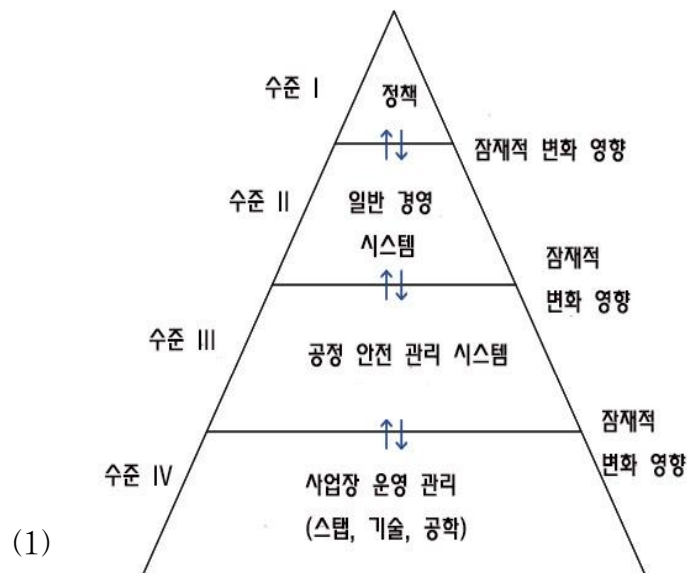 수준 Ⅰ
정책
잠재적 변화 영향
수준 Ⅱ
일반 경영
시스템
잠재적
변화 영향
수준 Ⅲ
공정 안전 관리 시스템
잠재적
변화 영향
수준 Ⅳ
사업장 운영 관리
(스탭, 기술, 공학)
(1)